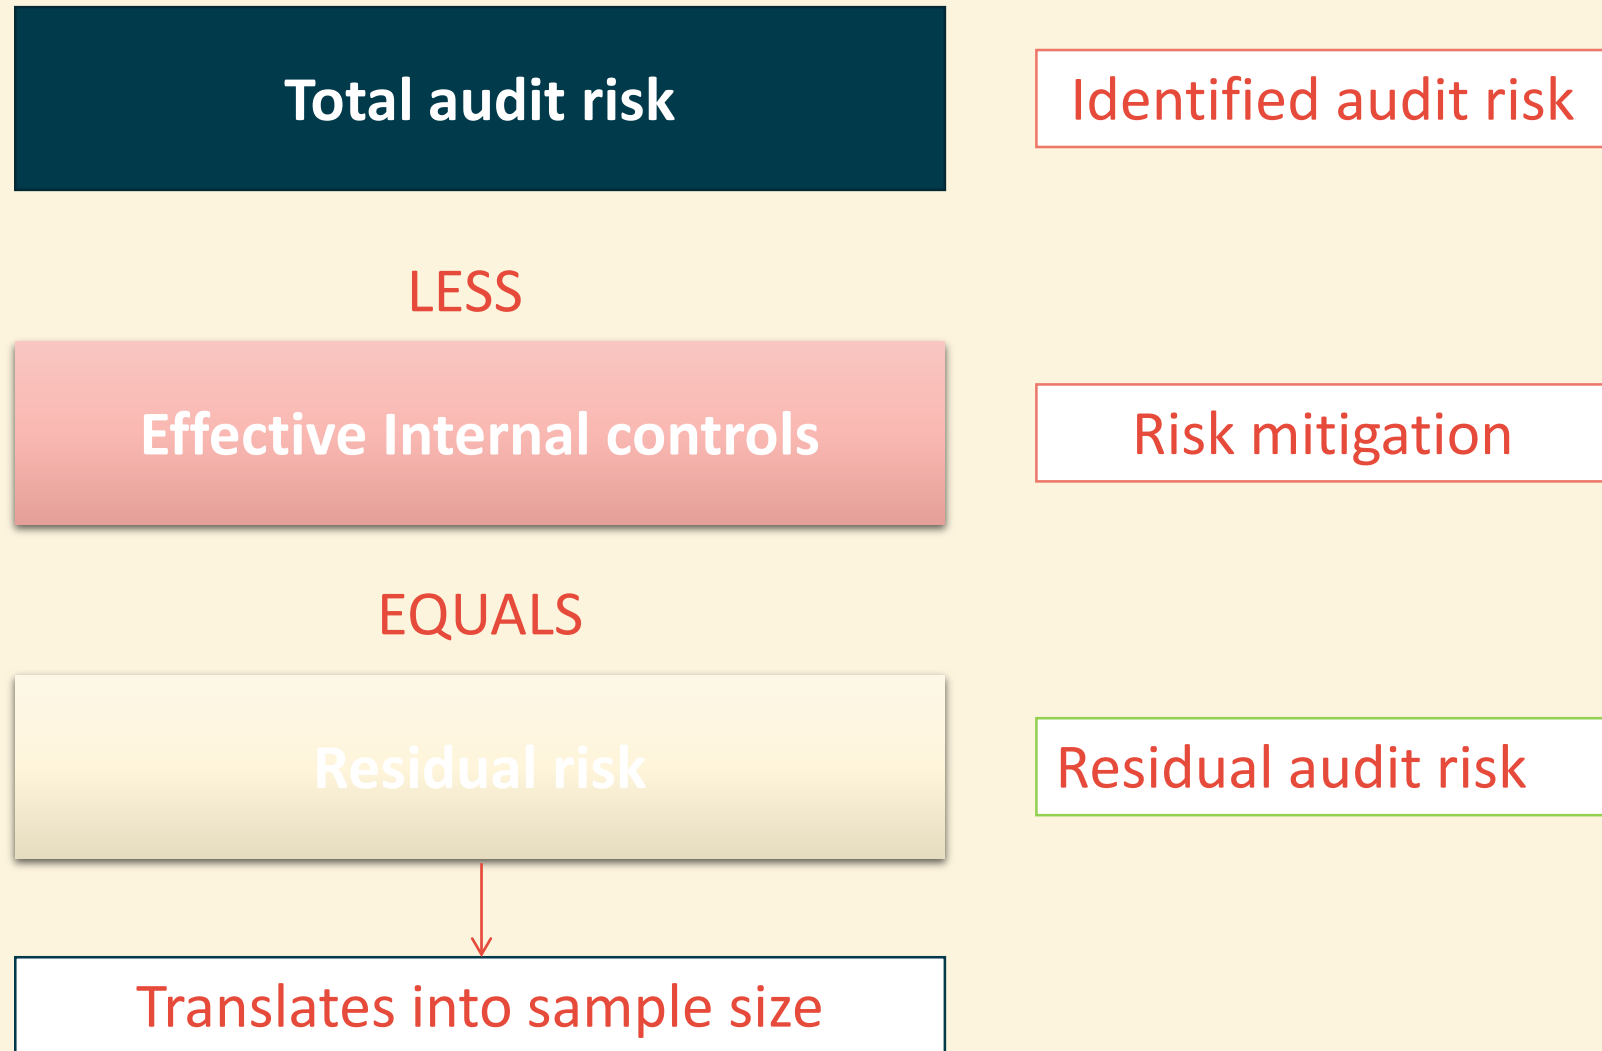 Total audit risk
Identified audit risk
LESS
Effective Internal controls
Risk mitigation
EQUALS
Residual risk
Residual audit risk
Translates into sample size